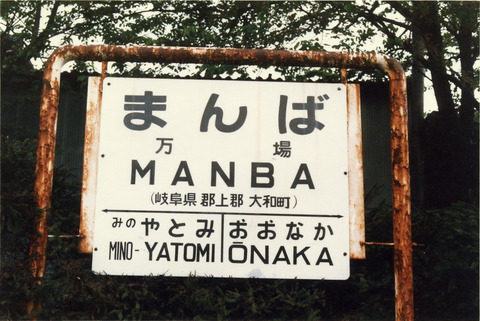 まんば
万場
MANBA
(岐阜県 郡上郡 大和町)
みの やとみ おおなか
MINO-YATOMI ŌNAKA